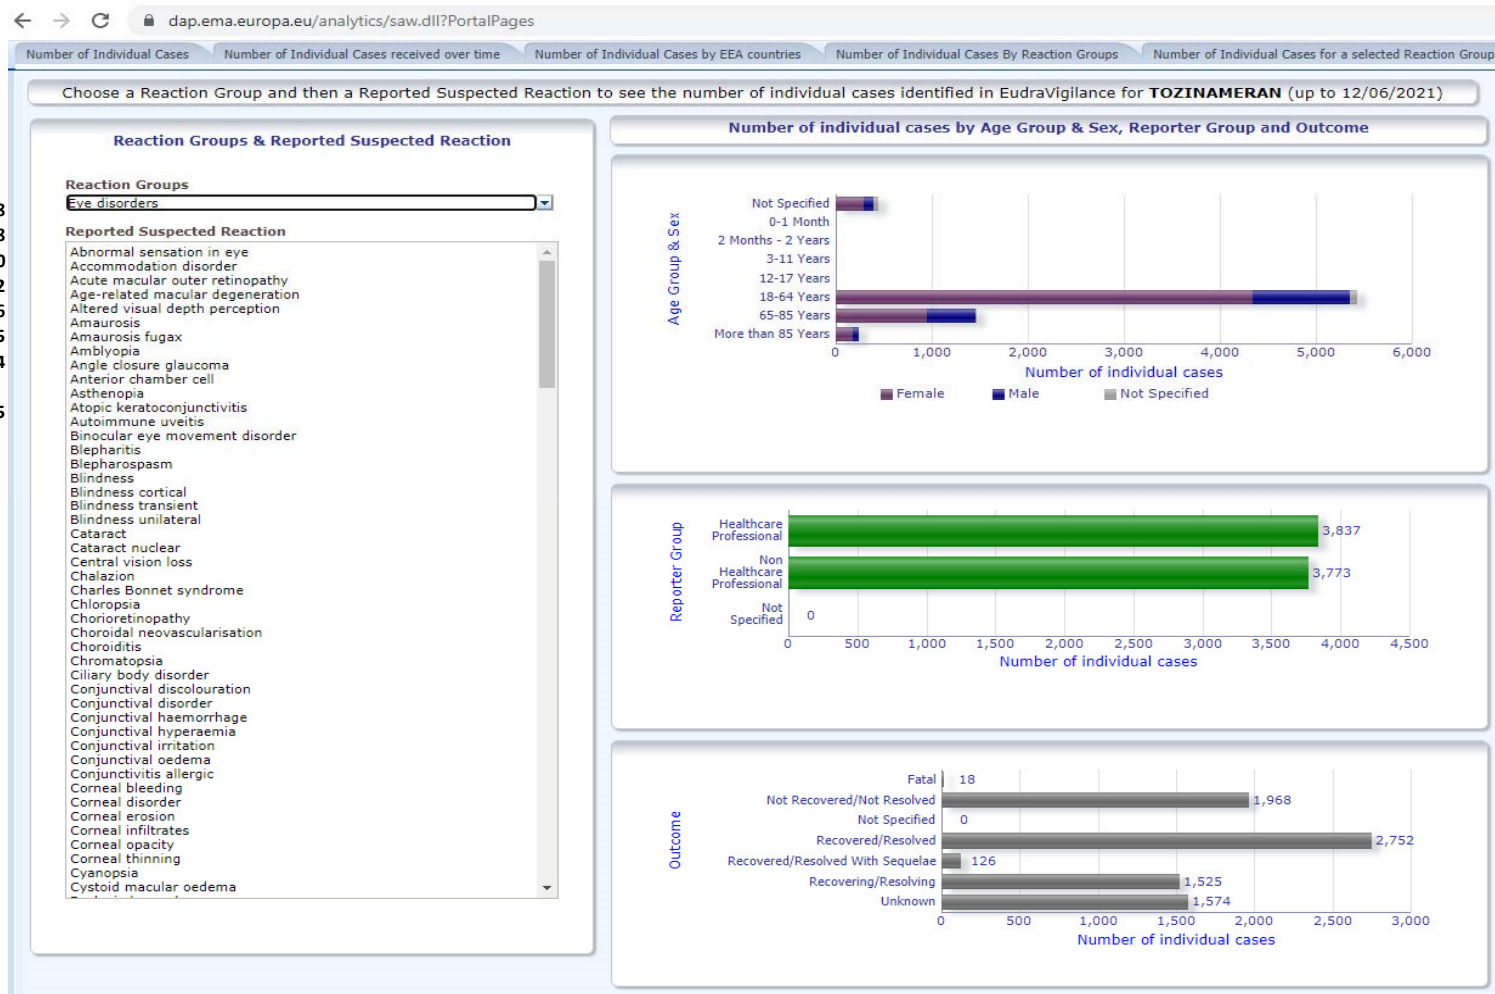 dap.ema.europa.eu/analytics/saw.dll?PortalPages
Number of Individual Cases Number of Individual Cases received over time Number of Individual Cases by EEA countries Number of Individual Cases By Reaction Groups Number of Individual Cases for a selected Reaction Group
Choose a Reaction Group and then a Reported Suspected Reaction to see the number of individual cases identified in EudraVigilance for TOZINAMERAN (up to 12/06/2021)
Reaction Groups & Reported Suspected Reaction
Reaction Groups
Eye disorders
Reported Suspected Reaction
Abnormal sensation in eye
Accommodation disorder
Acute macular outer retinopathy
Age-related macular degeneration
Altered visual depth perception
Amaurosis
Amaurosis fugax
Amblyopia
Angle closure glaucoma
Anterior chamber cell
Asthenopia
Atopic keratoconjunctivitis
Autoimmune uveitis
Binocular eye movement disorder
Blepharitis
Blepharospasm
Blindness
Blindness cortical
Blindness transient
Blindness unilateral
Cataract
Cataract nuclear
Central vision loss
Chalazion
Charles Bonnet syndrome
Chloropsia
Chorioretinopathy
Choroidal neovascularisation
Choroiditis
Chromatopsia
Ciliary body disorder
Conjunctival discolouration
Conjunctival disorder
Conjunctival haemorrhage
Conjunctival hyperaemia
Conjunctival irritation
Conjunctival oedema
Conjunctivitis allergic
Corneal bleeding
Corneal disorder
Corneal erosion
Corneal infiltrates
Corneal opacity
Corneal thinning
Cyanopsia
Cystoid macular oedema
Number of individual cases by Age Group & Sex, Reporter Group and Outcome
Age Group & Sex
Not Specified
0-1 Month
2 Months - 2 Years
3-11 Years
12-17 Years
18-64 Years
65-85 Years
More than 85 Years
0 1,000 2,000 3,000 4,000 5,000 6,000
Number of individual cases
Female Male Not Specified
Reporter Group
Healthcare
Professional 3,837
Non
Healthcare
Professional 3,773
Not
Specified 0
0 500 1,000 1,500 2,000 2,500 3,000 3,500 4,000 4,500
Number of individual cases
Outcome
Fatal 18
Not Recovered/Not Resolved 1,968
Not Specified 0
Recovered/Resolved 2,752
Recovered/Resolved With Sequelae 126
Recovering/Resolving 1,525
Unknown 1,574
0 500 1,000 1,500 2,000 2,500 3,000
Number of individual cases